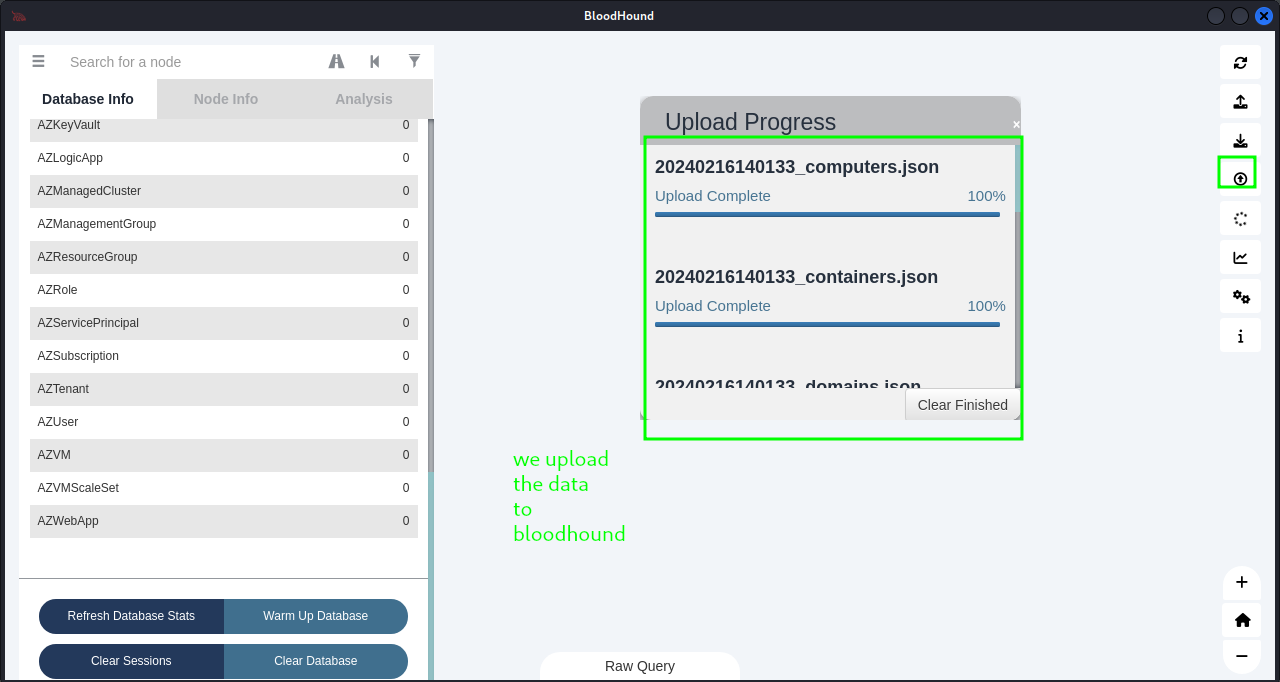 BloodHound
Search for a node
Database Info Node Info Analysis
AZKeyVault 0
AZLogicApp 0
AZManagedCluster 0
AZManagementGroup 0
AZResourceGroup 0
AZRole 0
AZServicePrincipal 0
AZSubscription 0
AZTenant 0
AZUser 0
AZVM 0
AZVMScaleSet 0
AZWebApp 0
Refresh Database Stats Warm Up Database
Clear Sessions Clear Database
Upload Progress ×
20240216140133_computers.json
Upload Complete 100%
20240216140133_containers.json
Upload Complete 100%
20240216140133_domains.json
Clear Finished
we upload
the data
to
bloodhound
Raw Query